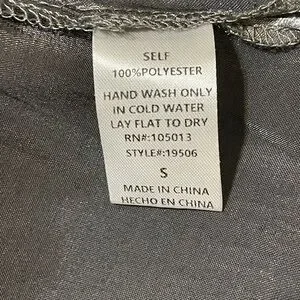 SELF
100%POLYESTER
HAND WASH ONLY
IN COLD WATER
LAY FLAT TO DRY
RN#:105013
STYLE#:19506
S
MADE IN CHINA
HECHO EN CHINA